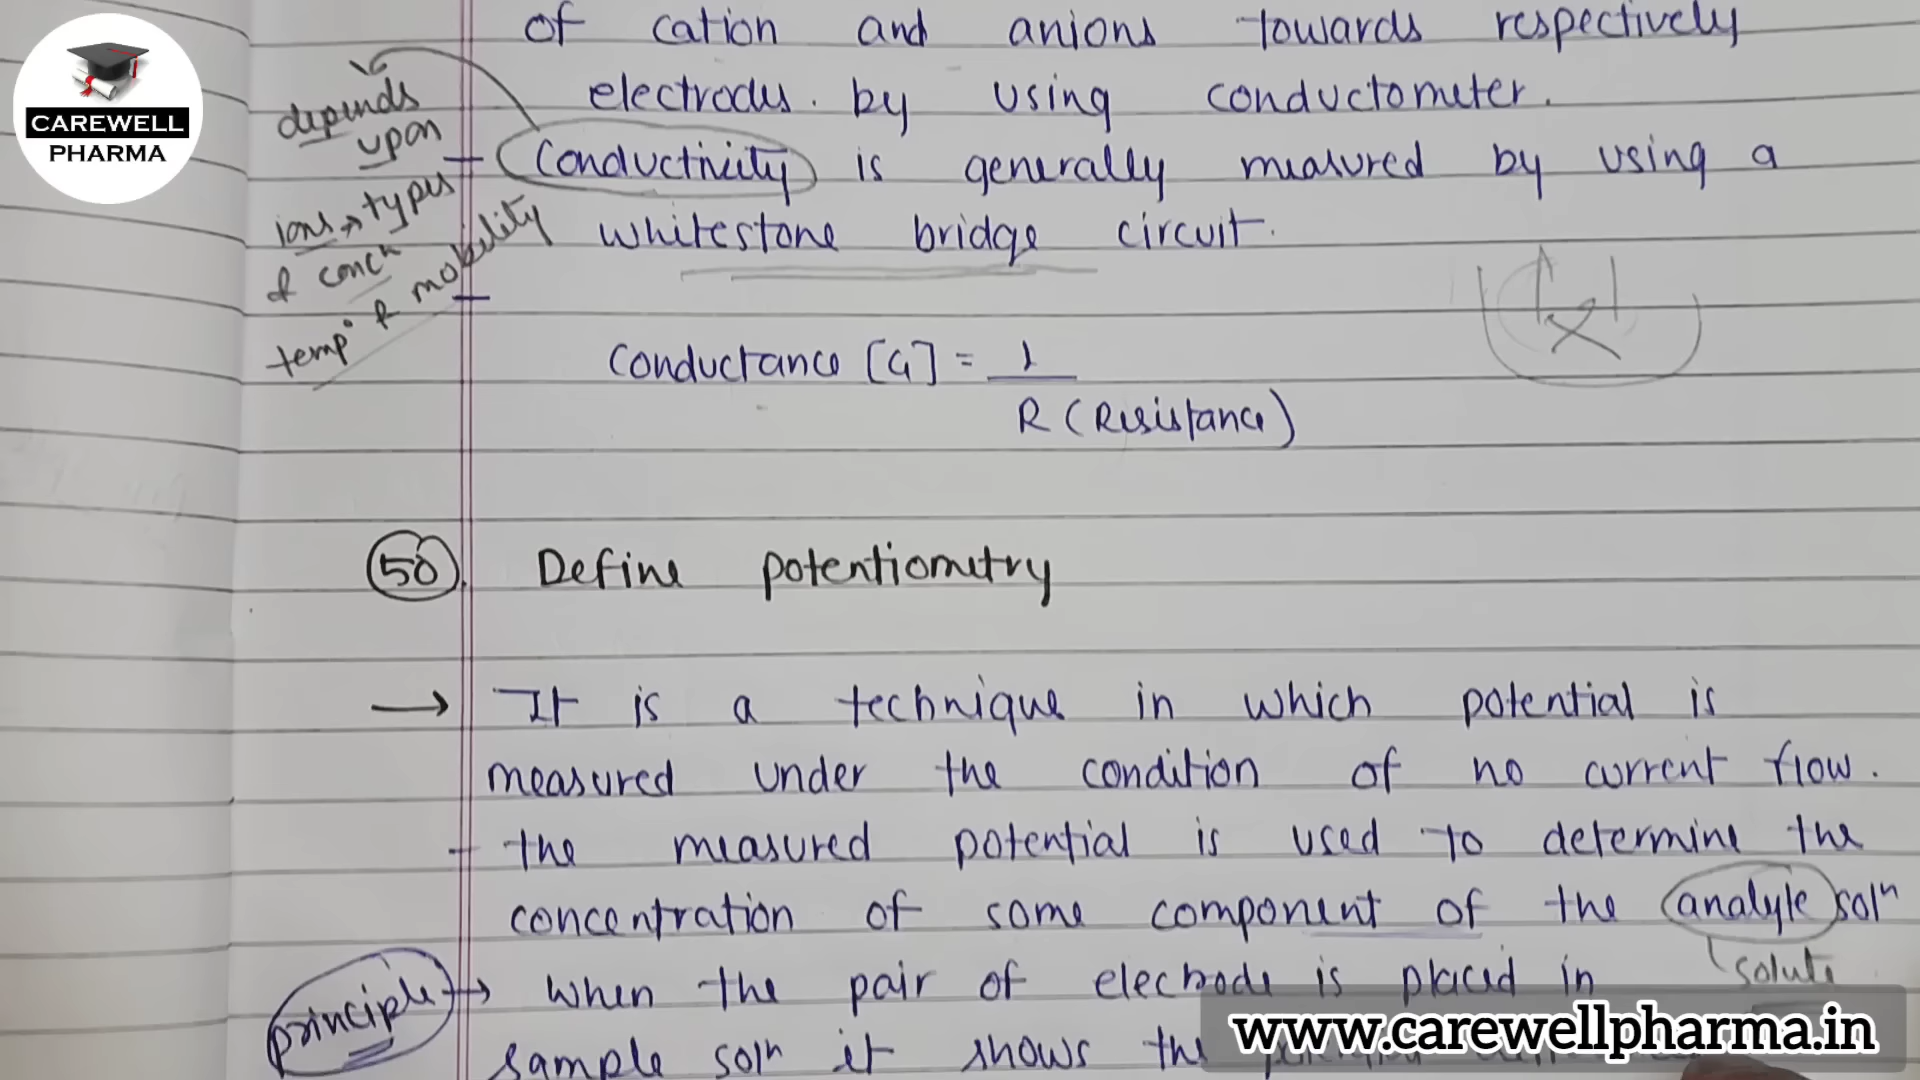 CAREWELL
PHARMA
of cation and anions towards respectively
electrodes. by using conductometer.
depends
upon
ions → types
& concn
temp° & mobility
Conductivity is generally measured by using a
whitestone bridge circuit.
Conductance [G] = 1
R (Resistance)
50. Define potentiometry
→ It is a technique in which potential is
measured under the condition of no current flow.
- the measured potential is used to determine the
concentration of some component of the analyte soln
solute
principle → When the pair of electrode is placed in
sample soln it shows the
www.carewellpharma.in